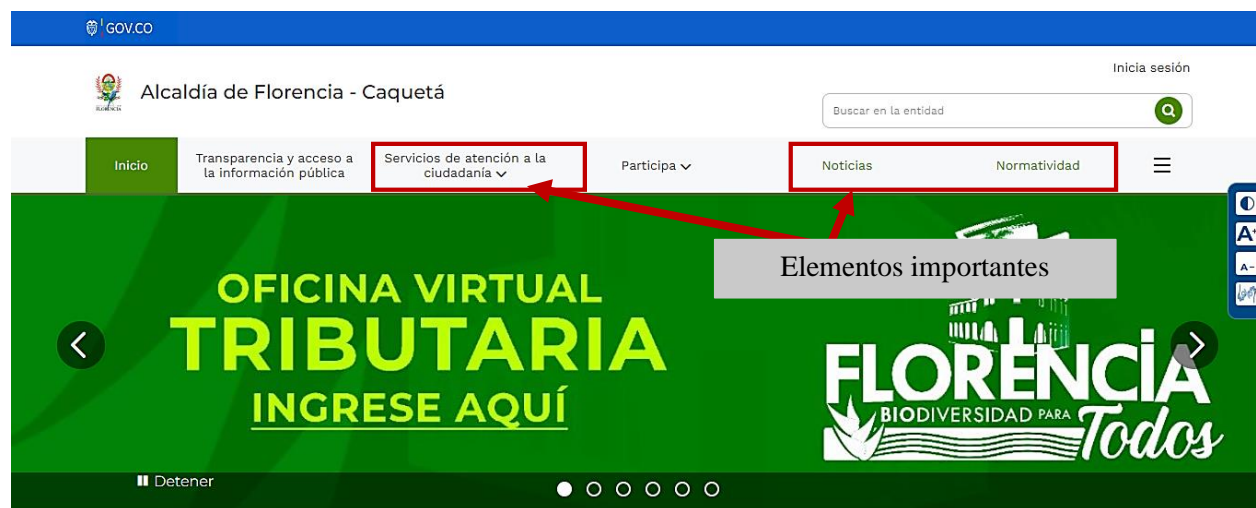 GOV.CO
Inicia sesión
Alcaldía de Florencia - Caquetá
Buscar en la entidad
Inicio
Transparencia y acceso a
la información pública
Servicios de atención a la
ciudadanía
Participa
Noticias
Normatividad
Elementos importantes
A+
A-
OFICINA VIRTUAL
TRIBUTARIA
INGRESE AQUÍ
FLORENCIA
BIODIVERSIDAD PARA
Todos
Detener